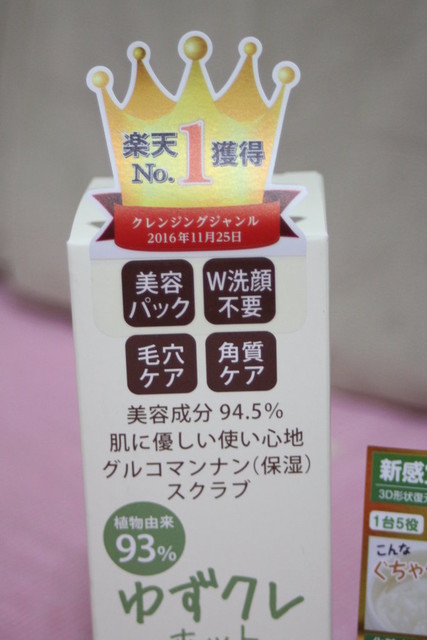 楽天 No.1 獲得
クレンジングジャンル
2016年11月25日
美容
パック
W洗顔
不要
毛穴
ケア
角質
ケア
美容成分 94.5%
肌に優しい使い心地
グルコマンナン(保湿)
スクラブ
植物由来
93%
ゆずクレ
ホット
新感
3D形状復元
1台5役
こんな
ぐちゃ